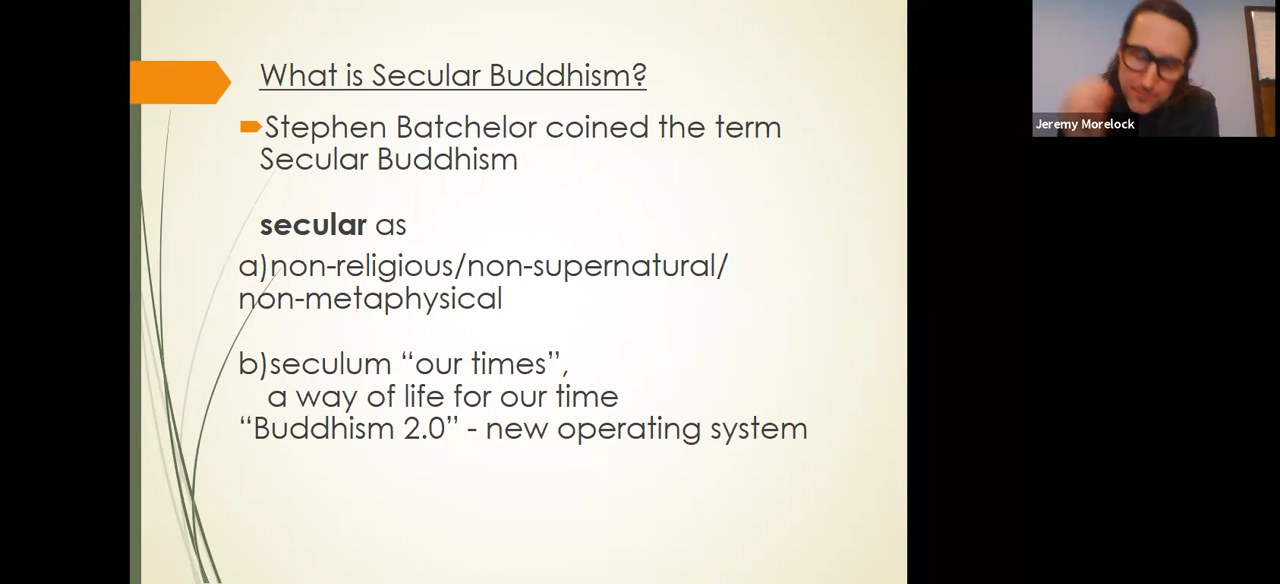 What is Secular Buddhism?
Stephen Batchelor coined the term
Secular Buddhism
secular as
a)non-religious/non-supernatural/
non-metaphysical
b)seculum “our times”,
a way of life for our time
“Buddhism 2.0” - new operating system
Jeremy Morelock